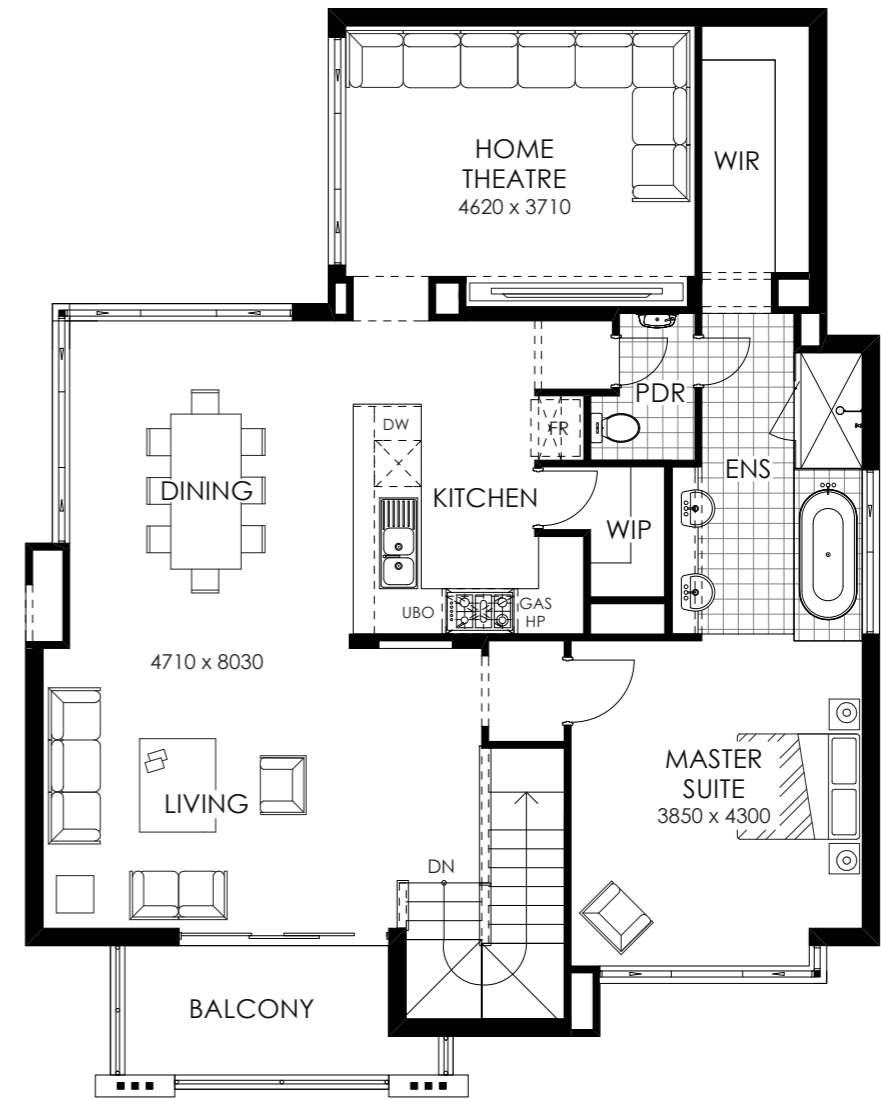 HOME
THEATRE
4620 x 3710
WIR
PDR
DW
FR
ENS
DINING
KITCHEN
WIP
UBO
GAS
HP
4710 x 8030
MASTER
SUITE
3850 x 4300
LIVING
DN
BALCONY